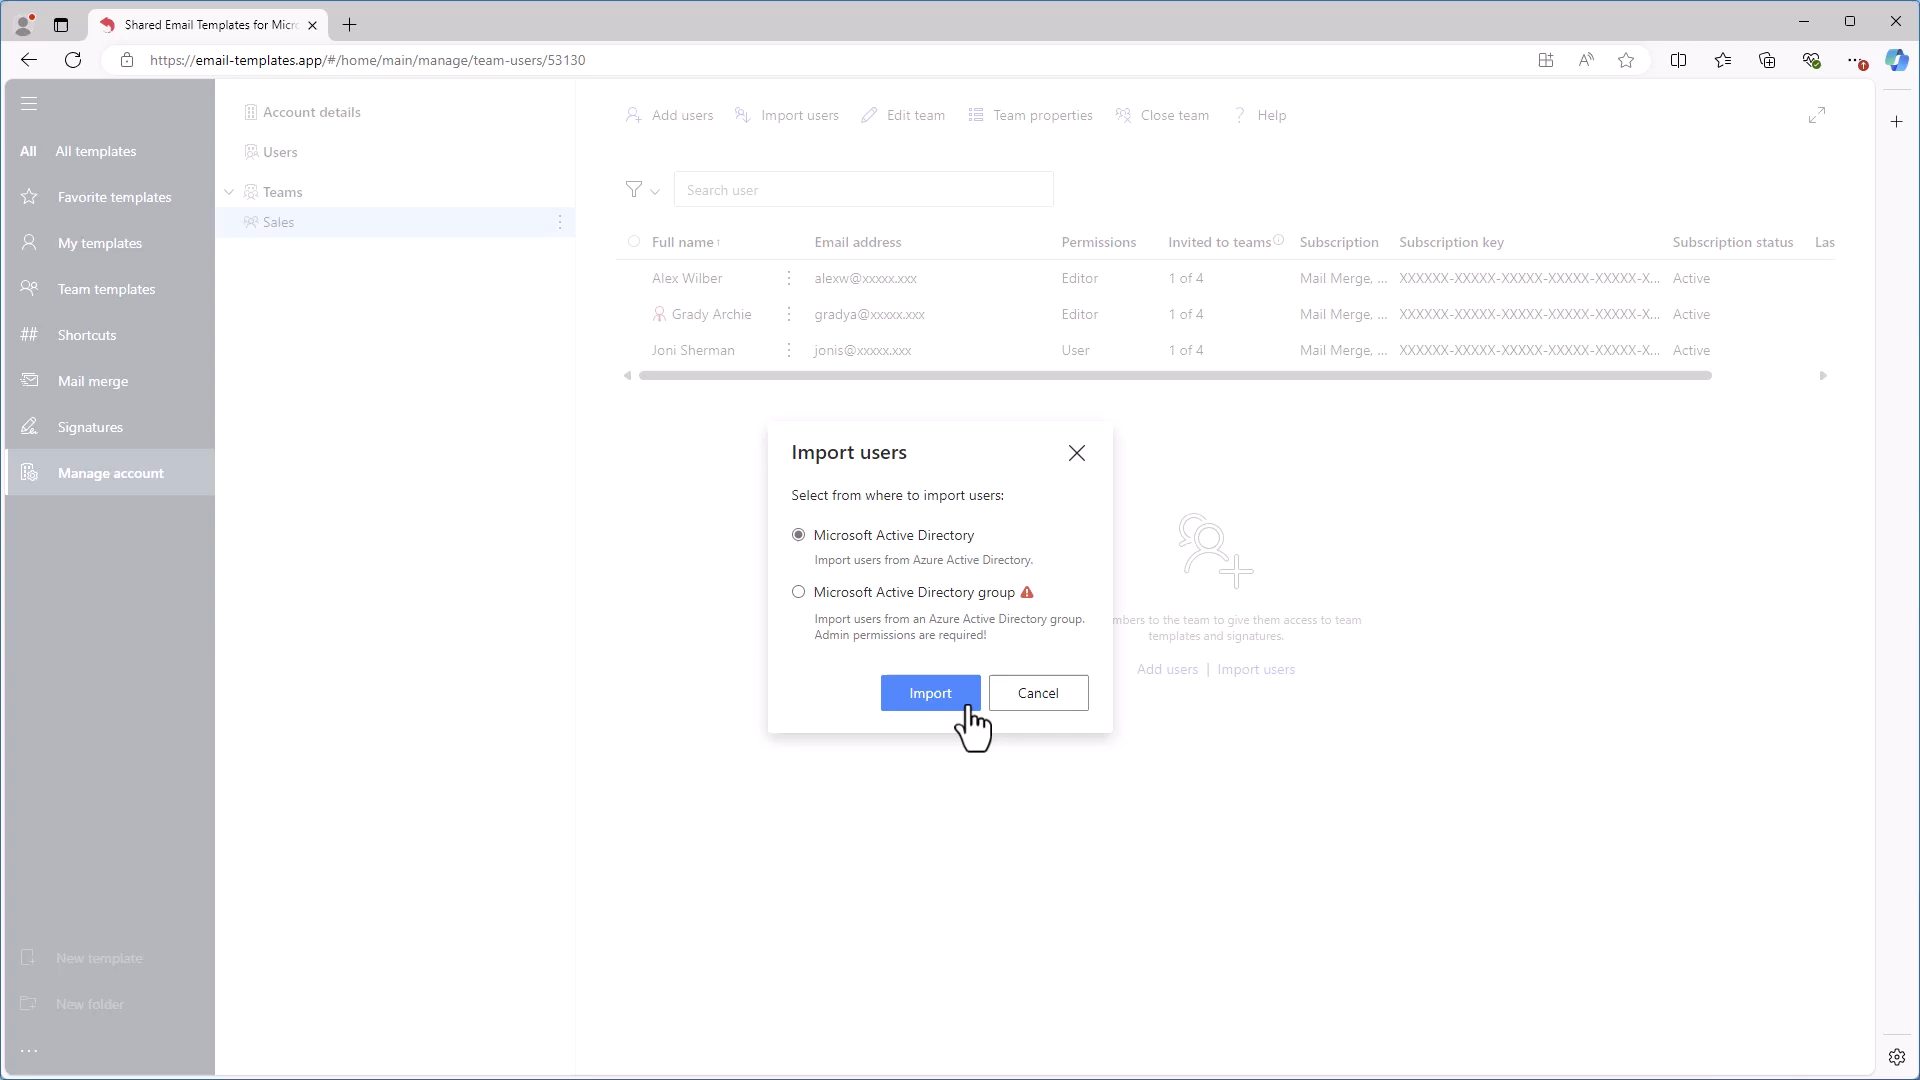 Shared Email Templates for Micro
https://email-templates.app/#/home/main/manage/team-users/53130
All All templates
Favorite templates
My templates
Team templates
## Shortcuts
Mail merge
Signatures
Manage account
New template
New folder
...
Account details
Users
Teams
Sales
Add users
Import users
Edit team
Team properties
Close team
? Help
Search user
Full name↑ Email address Permissions Invited to teams Subscription Subscription key Subscription status Las
Alex Wilber alexw@xxxxx.xxx Editor 1 of 4 Mail Merge, ... XXXXXX-XXXXX-XXXXX-XXXXX-XXXXX-X... Active
Grady Archie gradya@xxxxx.xxx Editor 1 of 4 Mail Merge, ... XXXXXX-XXXXX-XXXXX-XXXXX-XXXXX-X... Active
Joni Sherman jonis@xxxxx.xxx User 1 of 4 Mail Merge, ... XXXXXX-XXXXX-XXXXX-XXXXX-XXXXX-X... Active
Import users
Select from where to import users:
Microsoft Active Directory
Import users from Azure Active Directory.
Microsoft Active Directory group
Import users from an Azure Active Directory group.
Admin permissions are required!
Import
Cancel
mbers to the team to give them access to team
templates and signatures.
Add users | Import users